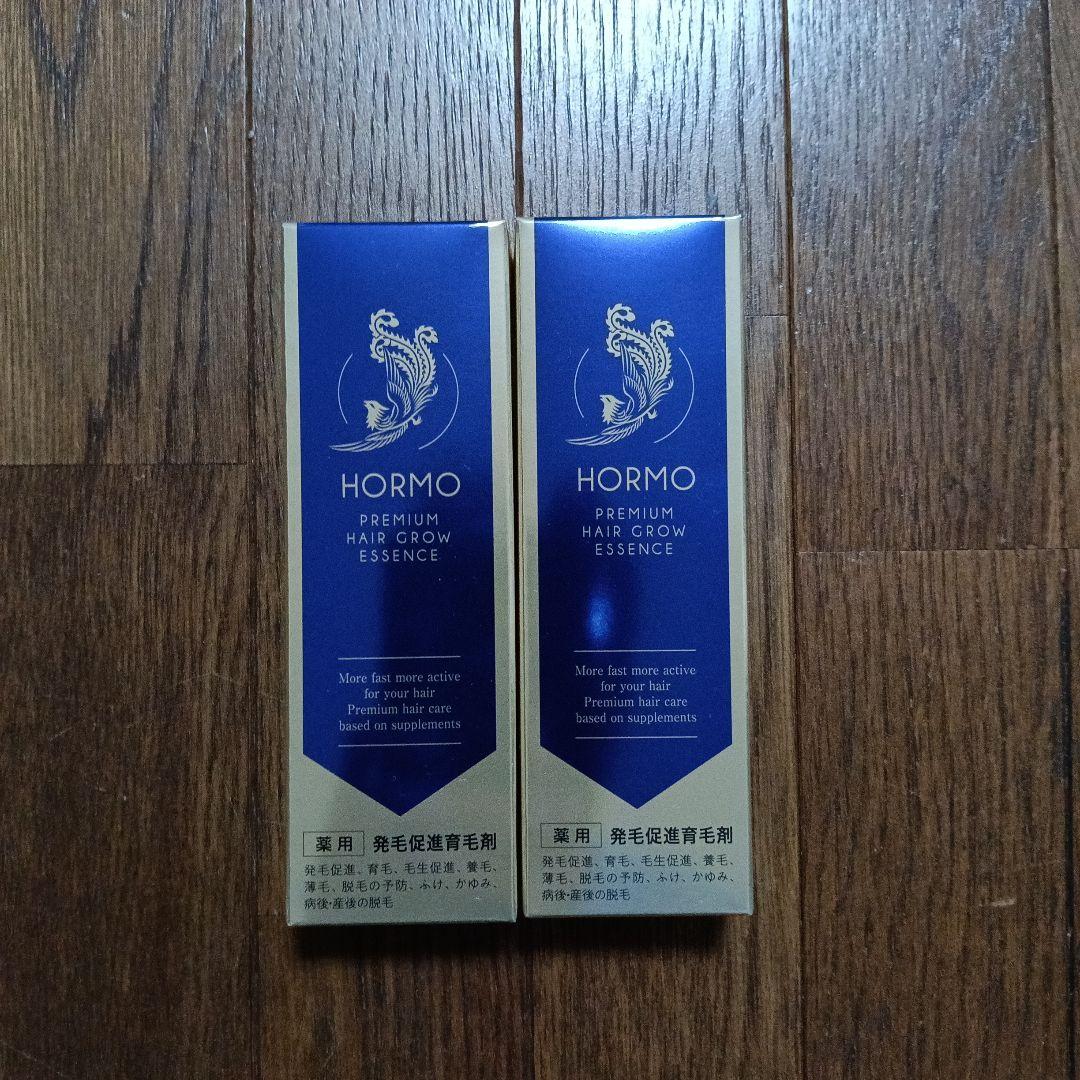 HORMO
PREMIUM
HAIR GROW
ESSENCE
More fast more active
for your hair
Premium hair care
based on supplements
薬用 発毛促進育毛剤
発毛促進、育毛、毛生促進、養毛、
薄毛、脱毛の予防、ふけ、かゆみ、
病後・産後の脱毛
HORMO
PREMIUM
HAIR GROW
ESSENCE
More fast more active
for your hair
Premium hair care
based on supplements
薬用 発毛促進育毛剤
発毛促進、育毛、毛生促進、養毛、
薄毛、脱毛の予防、ふけ、かゆみ、
病後・産後の脱毛